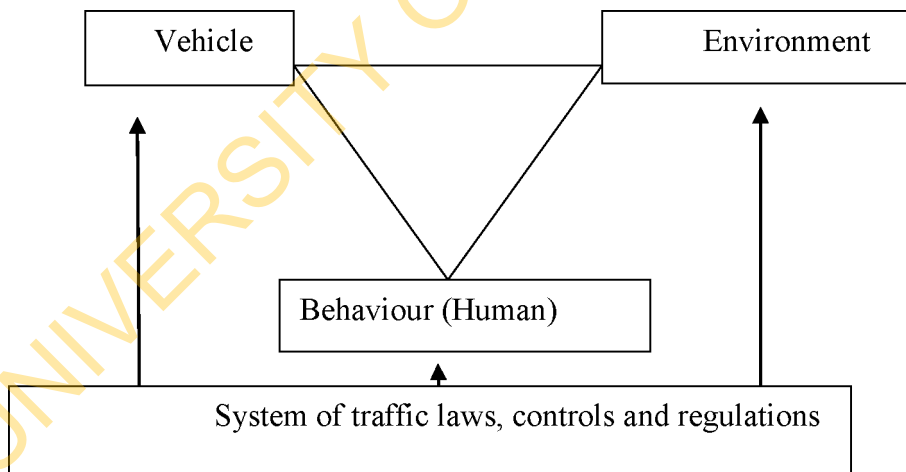 Vehicle
Environment
Behaviour (Human)
System of traffic laws, controls and regulations
UNIVERSITY O